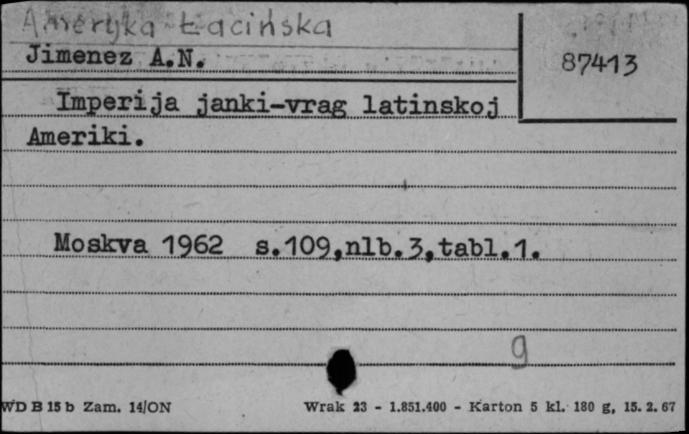 Ameryka Łacińska
Jimenez A.N.
87413
Imperija janki-vrag latinskoj
Ameriki.
Moskva 1962 s.109,nlb.3,tabl.1.
g
WD B 15 b Zam. 14/ON
Wrak 23 - 1.851.400 - Karton 5 kl. 180 g, 15. 2. 67